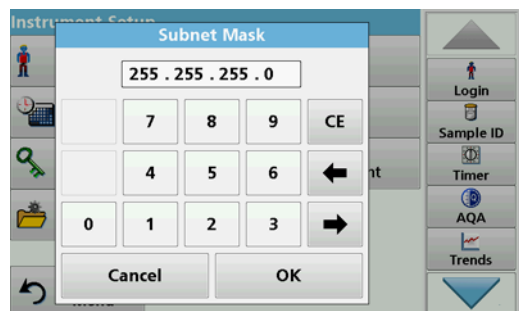 Instrument Setup
Subnet Mask
255 . 255 . 255 . 0
7 8 9 CE
4 5 6
0 1 2 3
Cancel OK
nt
Menu
Login
Sample ID
Timer
AQA
Trends